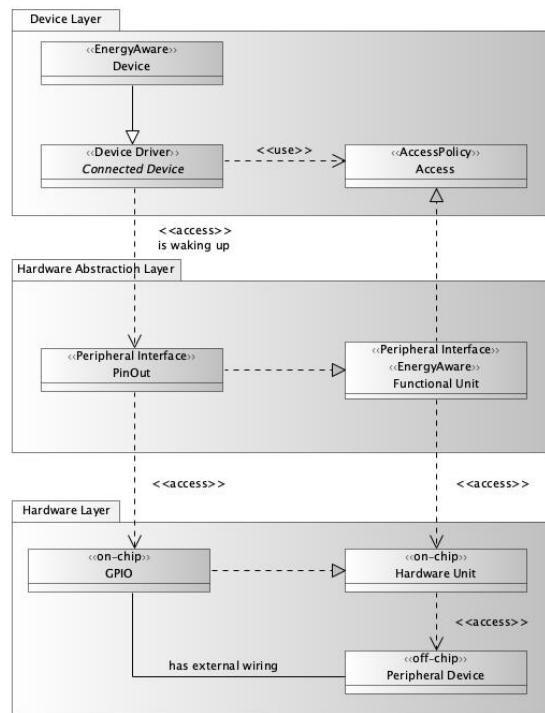 Device Layer
‹‹EnergyAware››
Device
‹‹Device Driver››
Connected Device
<<use>>
‹‹AccessPolicy››
Access
<<access>>
is waking up
Hardware Abstraction Layer
‹‹Peripheral Interface››
PinOut
‹‹Peripheral Interface››
‹‹EnergyAware››
Functional Unit
<<access>>
<<access>>
Hardware Layer
‹‹on-chip››
GPIO
‹‹on-chip››
Hardware Unit
<<access>>
has external wiring
‹‹off-chip››
Peripheral Device